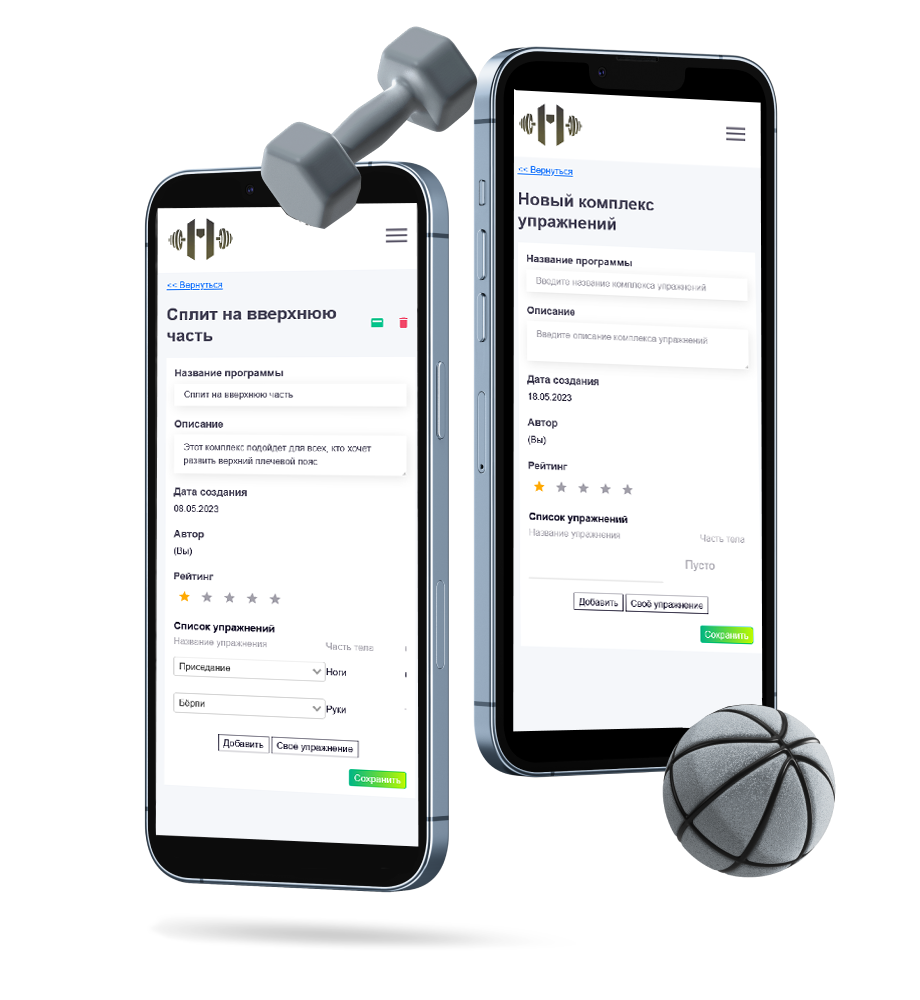 << Вернуться
Сплит на вверхнюю
часть
Название программы
Сплит на вверхнюю часть
Описание
Этот комплекс подойдет для всех, кто хочет
развить верхний плечевой пояс
Дата создания
08.05.2023
Автор
(Вы)
Рейтинг
Список упражнений
Название упражнения
Часть тела
Приседание
Ноги
Бёрпи
Руки
Добавить
Своё упражнение
Сохранить
<< Вернуться
Новый комплекс
упражнений
Название программы
Введите название комплекса упражнений
Описание
Введите описание комплекса упражнений
Дата создания
18.05.2023
Автор
(Вы)
Рейтинг
Список упражнений
Название упражнения
Часть тела
Пусто
Добавить
Своё упражнение
Сохранить